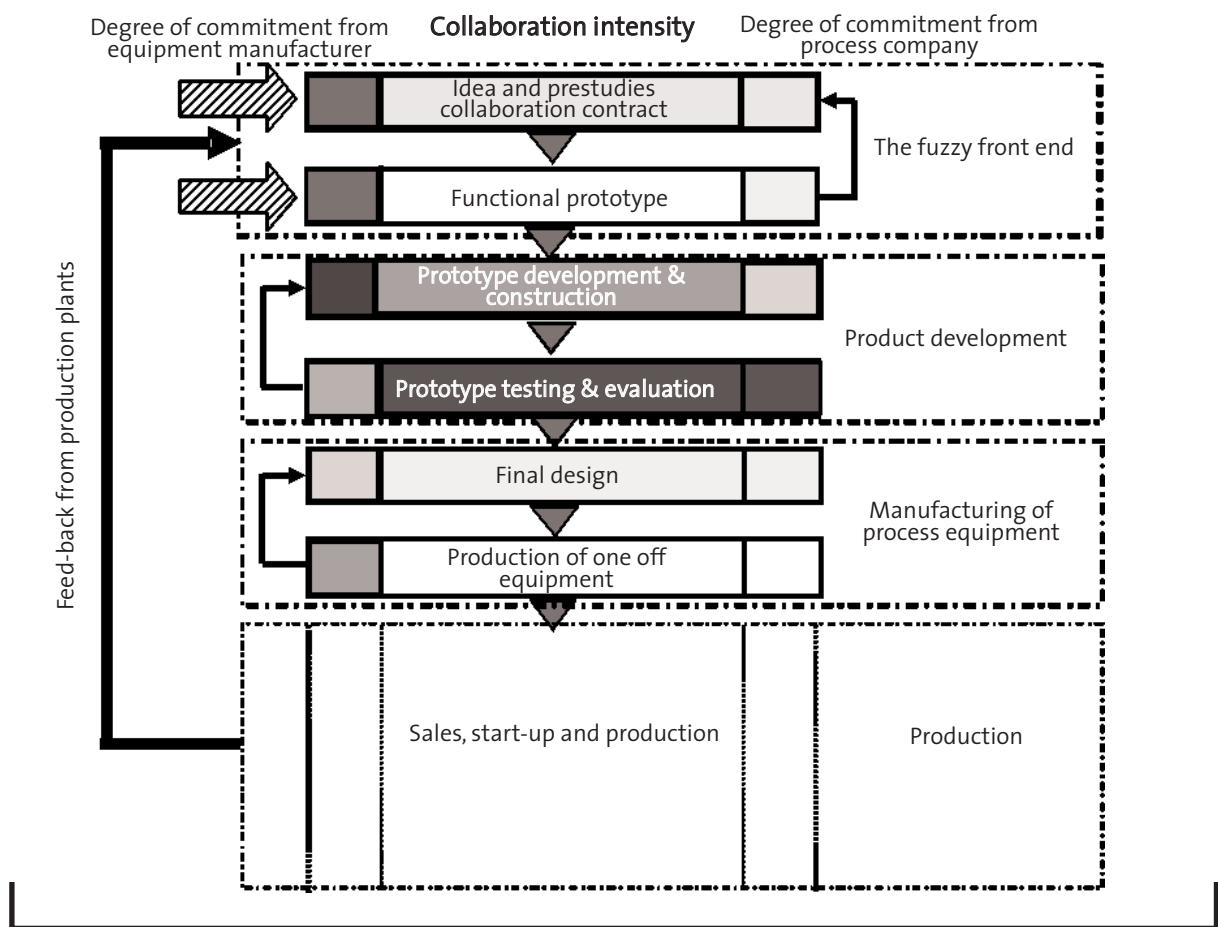 Degree of commitment from
equipment manufacturer
Collaboration intensity
Degree of commitment from
process company
Idea and prestudies
collaboration contract
The fuzzy front end
Functional prototype
Prototype development &
construction
Product development
Prototype testing & evaluation
Final design
Manufacturing of
process equipment
Production of one off
equipment
Feed-back from production plants
Sales, start-up and production
Production